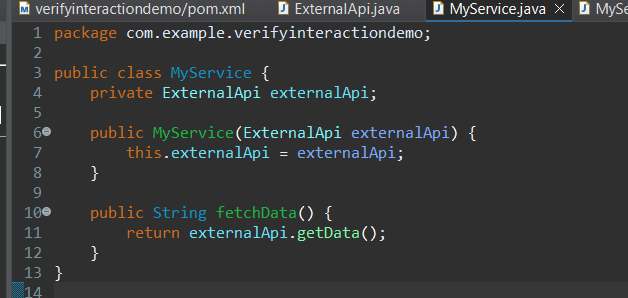 verifyinteractiondemo/pom.xml ExternalApi.java MyService.java MySe
1 package com.example.verifyinteractiondemo;
2
3 public class MyService {
4     private ExternalApi externalApi;
5
6     public MyService(ExternalApi externalApi) {
7         this.externalApi = externalApi;
8     }
9
10     public String fetchData() {
11         return externalApi.getData();
12     }
13 }
14